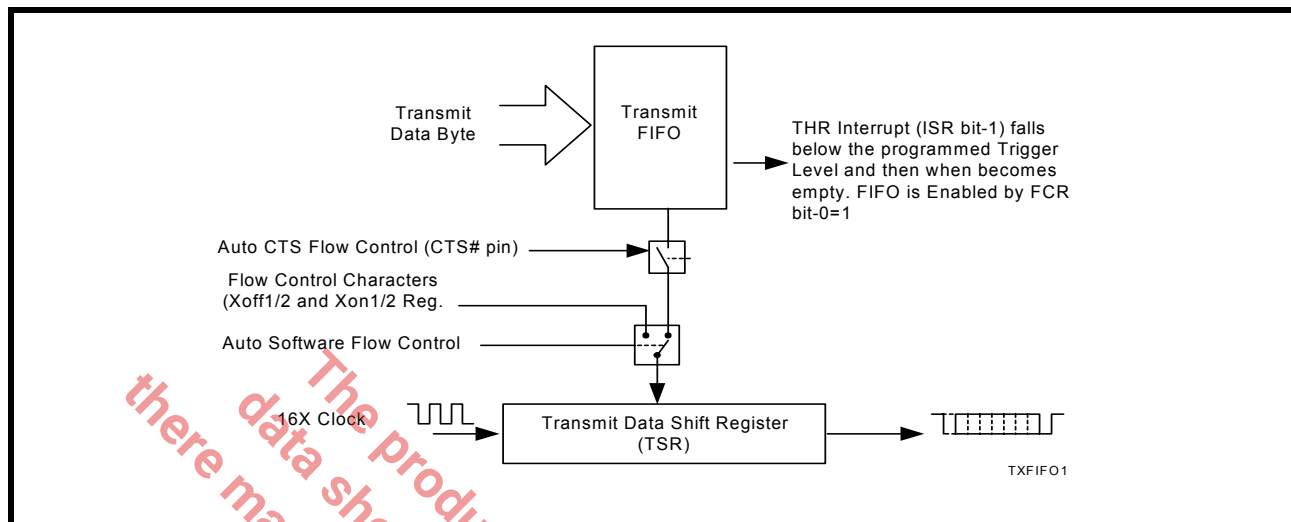 Transmit
Data Byte
Transmit
FIFO
THR Interrupt (ISR bit-1) falls
below the programmed Trigger
Level and then when becomes
empty. FIFO is Enabled by FCR
bit-0=1
Auto CTS Flow Control (CTS# pin)
Flow Control Characters
(Xoff1/2 and Xon1/2 Reg.
Auto Software Flow Control
16X Clock
Transmit Data Shift Register
(TSR)
TXFIFO1
The produ
data she
there ma